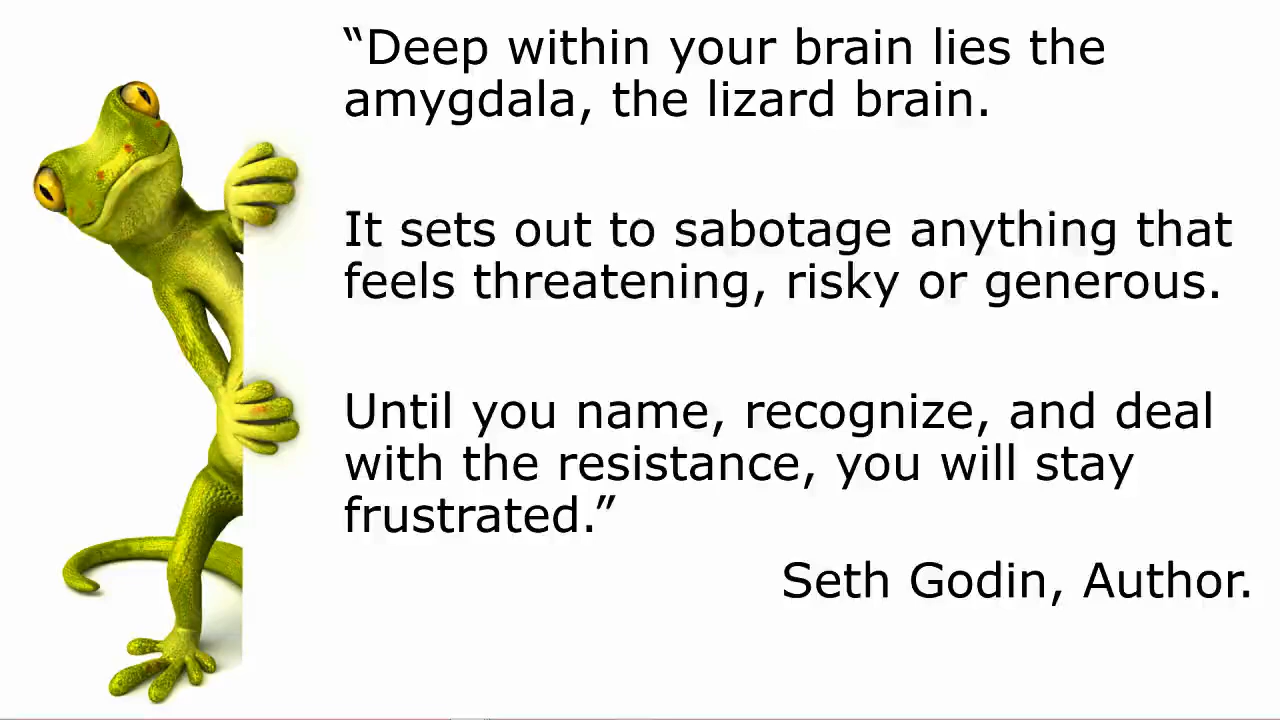 “Deep within your brain lies the
amygdala, the lizard brain.
It sets out to sabotage anything that
feels threatening, risky or generous.
Until you name, recognize, and deal
with the resistance, you will stay
frustrated.”
Seth Godin, Author.